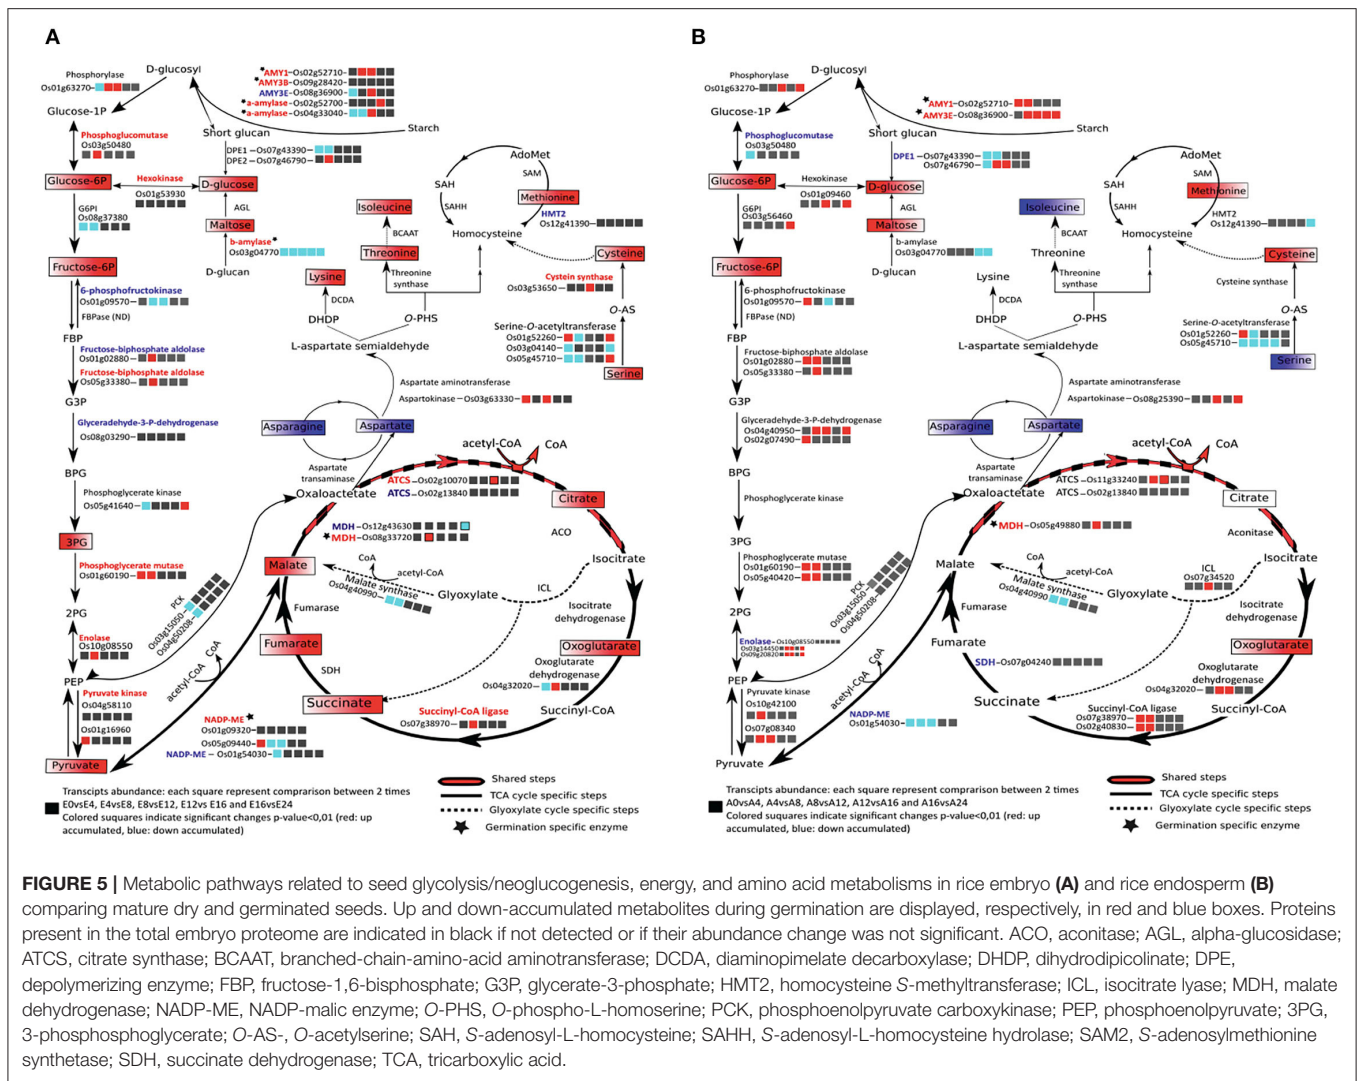 A
D-glucosyl
Phosphorylase
Os01g63270
Glucose-1P
AMY1-Os02g52710
AMY3B-Os09g28420
AMY3E-Os08g36900
a-amylase-Os02g52700
a-amylase-Os04g33040
Starch
Short glucan
DPE1-Os07g43390
DPE2-Os07g46790
Phosphoglucomutase
Os03g50480
Glucose-6P
Hexokinase
Os01g53930
D-glucose
AGL
Maltose
b-amylase
Os03g04770
D-glucan
G6PI
Os08g37380
Fructose-6P
6-phosphofructokinase
Os01g09570
FBPase (ND)
FBP
Fructose-biphosphate aldolase
Os01g02880
Fructose-biphosphate aldolase
Os05g33380
G3P
Glyceradehyde-3-P-dehydrogenase
Os08g03290
BPG
Phosphoglycerate kinase
Os05g41640
3PG
Phosphoglycerate mutase
Os01g60190
2PG
Enolase
Os10g08550
PEP
Pyruvate kinase
Os04g58110
Os01g16960
Pyruvate
AdoMet
SAM
SAH
SAHH
Methionine
HMT2
Os12g41390
Homocysteine
Isoleucine
BCAAT
Threonine
Threonine
synthase
Lysine
DCDA
DHDP
O-PHS
L-aspartate semialdehyde
Cysteine
Cystein synthase
Os03g53650
O-AS
Serine-O-acetyltransferase
Os01g52260
Os03g04140
Os05g45710
Serine
Aspartate aminotransferase
Aspartokinase-Os03g63330
Asparagine
Aspartate
Aspartate
transaminase
Oxaloactetate
acetyl-CoA
CoA
ATCS-Os02g10070
ATCS-Os02g13840
Citrate
ACO
MDH-Os12g43630
MDH-Os08g33720
Malate
CoA
acetyl-CoA
Malate synthase
Os04g40990
Glyoxylate
ICL
Isocitrate
Isocitrate
dehydrogenase
PCK
Os03g15050
Os04g50208
Fumarase
Fumarate
SDH
Succinate
Oxoglutarate
Oxoglutarate
dehydrogenase
Os04g32020
Succinyl-CoA
Succinyl-CoA ligase
Os07g38970
acetyl-CoA
CoA
NADP-ME
Os01g09320
Os05g09440
NADP-ME - Os01g54030
Transcipts abundance: each square represent comparison between 2 times
E0vsE4, E4vsE8, E8vsE12, E12vs E16 and E16vsE24
Colored suquares indicate significant changes p-value<0,01 (red: up
accumulated, blue: down accumulated)
Shared steps
TCA cycle specific steps
Glyoxylate cycle specific steps
Germination specific enzyme
B
D-glucosyl
Phosphorylase
Os01g63270
Glucose-1P
AMY1-Os02g52710
AMY3E-Os08g36900
Starch
Short glucan
DPE1-Os07g43390
Os07g46790
Phosphoglucomutase
Os03g50480
Glucose-6P
Hexokinase
Os01g09460
D-glucose
AGL
Maltose
b-amylase
Os03g04770
D-glucan
G6PI
Os03g56460
Fructose-6P
6-phosphofructokinase
Os01g09570
FBPase (ND)
FBP
Fructose-biphosphate aldolase
Os01g02880
Os05g33380
G3P
Glyceradehyde-3-P-dehydrogenase
Os04g40950
Os02g07490
BPG
Phosphoglycerate kinase
3PG
Phosphoglycerate mutase
Os01g60190
Os05g40420
2PG
Enolase-Os10g08550
Os03g14450
Os09g20820
PEP
Pyruvate kinase
Os10g42100
Os07g08340
Pyruvate
AdoMet
SAM
SAH
SAHH
Methionine
HMT2
Os12g41390
Homocysteine
Isoleucine
BCAAT
Threonine
Threonine
synthase
Lysine
DCDA
DHDP
O-PHS
L-aspartate semialdehyde
Cysteine
Cysteine synthase
O-AS
Serine-O-acetyltransferase
Os01g52260
Os05g45710
Serine
Aspartate aminotransferase
Aspartokinase-Os08g25390
Asparagine
Aspartate
Aspartate
transaminase
Oxaloactetate
acetyl-CoA
CoA
ATCS-Os11g33240
ATCS-Os02g13840
Citrate
Aconitase
MDH-Os05g49880
Malate
CoA
acetyl-CoA
Malate synthase
Os04g40990
Glyoxylate
ICL
Os07g34520
Isocitrate
Isocitrate
dehydrogenase
PCK
Os03g15050
Os04g50208
Fumarase
Fumarate
SDH-Os07g04240
Succinate
Oxoglutarate
Oxoglutarate
dehydrogenase
Os04g32020
Succinyl-CoA
Succinyl-CoA ligase
Os07g38970
Os02g40830
acetyl-CoA
CoA
NADP-ME
Os01g54030
Transcipts abundance: each square represent comparison between 2 times
A0vsA4, A4vsA8, A8vsA12, A12vsA16 and A16vsA24
Colored suquares indicate significant changes p-value<0,01 (red: up
accumulated, blue: down accumulated)
Shared steps
TCA cycle specific steps
Glyoxylate cycle specific steps
Germination specific enzyme
FIGURE 5 | Metabolic pathways related to seed glycolysis/neoglucogenesis, energy, and amino acid metabolisms in rice embryo (A) and rice endosperm (B)
comparing mature dry and germinated seeds. Up and down-accumulated metabolites during germination are displayed, respectively, in red and blue boxes. Proteins
present in the total embryo proteome are indicated in black if not detected or if their abundance change was not significant. ACO, aconitase; AGL, alpha-glucosidase;
ATCS, citrate synthase; BCAAT, branched-chain-amino-acid aminotransferase; DCDA, diaminopimelate decarboxylase; DHDP, dihydrodipicolinate; DPE,
depolymerizing enzyme; FBP, fructose-1,6-bisphosphate; G3P, glycerate-3-phosphate; HMT2, homocysteine S-methyltransferase; ICL, isocitrate lyase; MDH, malate
dehydrogenase; NADP-ME, NADP-malic enzyme; O-PHS, O-phospho-L-homoserine; PCK, phosphoenolpyruvate carboxykinase; PEP, phosphoenolpyruvate; 3PG,
3-phosphosphoglycerate; O-AS-, O-acetylserine; SAH, S-adenosyl-L-homocysteine; SAHH, S-adenosyl-L-homocysteine hydrolase; SAM2, S-adenosylmethionine
synthetase; SDH, succinate dehydrogenase; TCA, tricarboxylic acid.